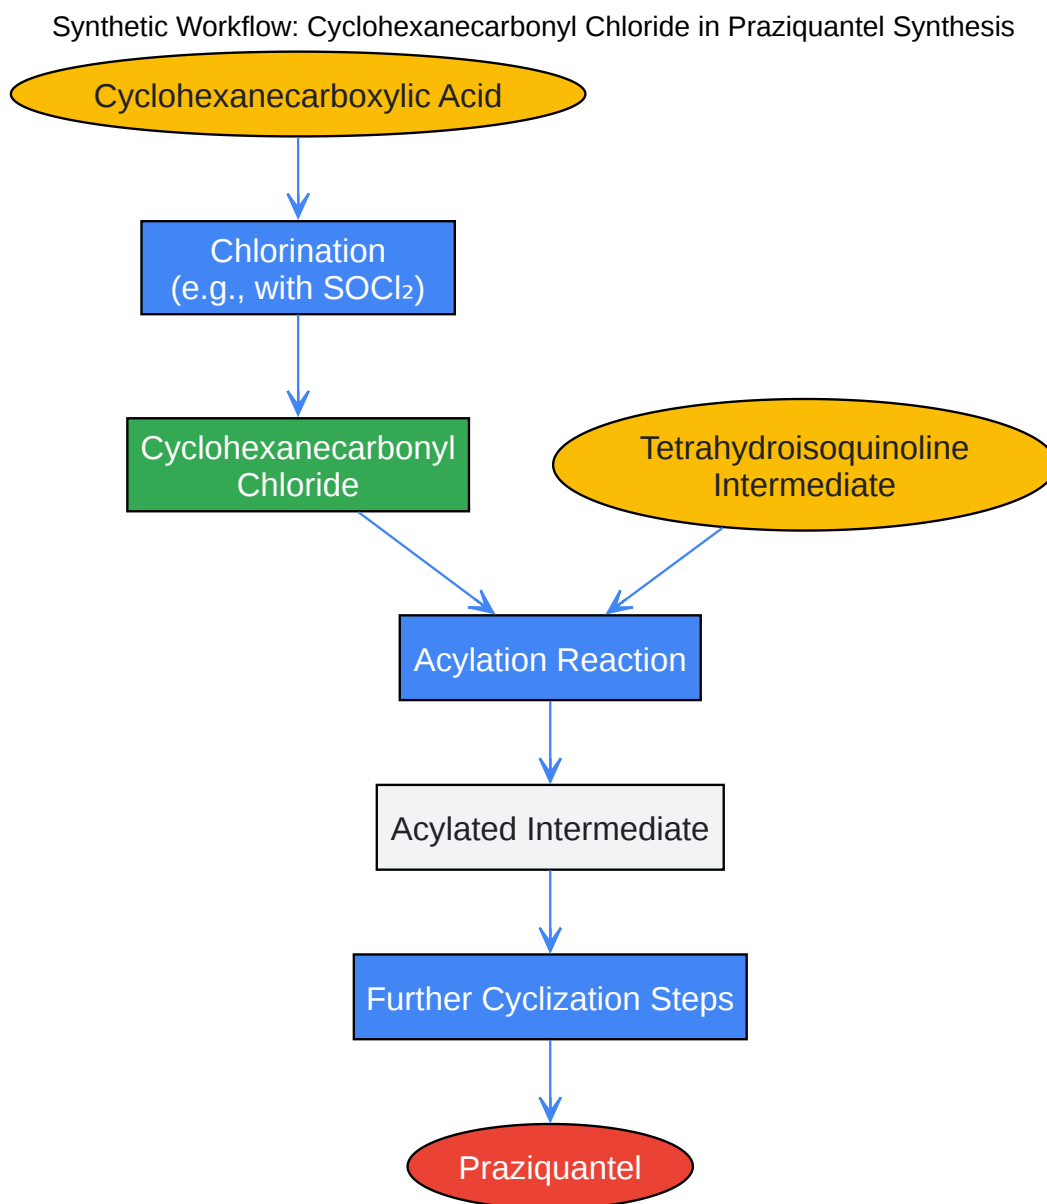 Synthetic Workflow: Cyclohexanecarbonyl Chloride in Praziquantel Synthesis
Cyclohexanecarboxylic Acid
Chlorination
(e.g., with SOCl₂)
Cyclohexanecarbonyl
Chloride
Tetrahydroisoquinoline
Intermediate
Acylation Reaction
Acylated Intermediate
Further Cyclization Steps
Praziquantel